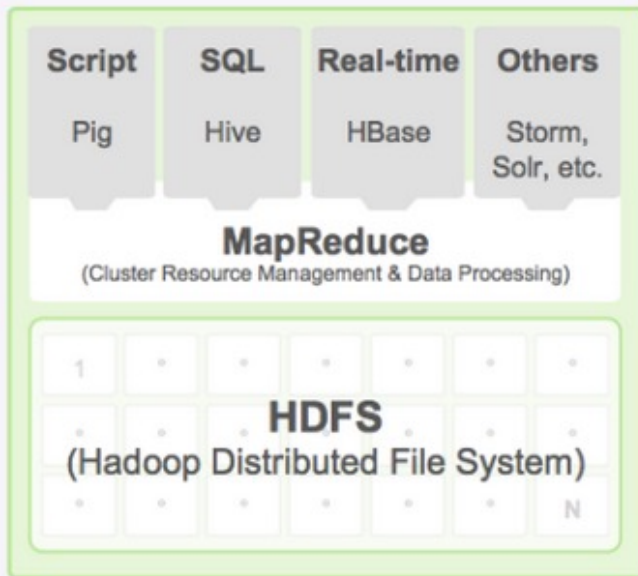 Script
Pig
SQL
Hive
Real-time
HBase
Others
Storm,
Solr, etc.
MapReduce
(Cluster Resource Management & Data Processing)
1
HDFS
(Hadoop Distributed File System)
N